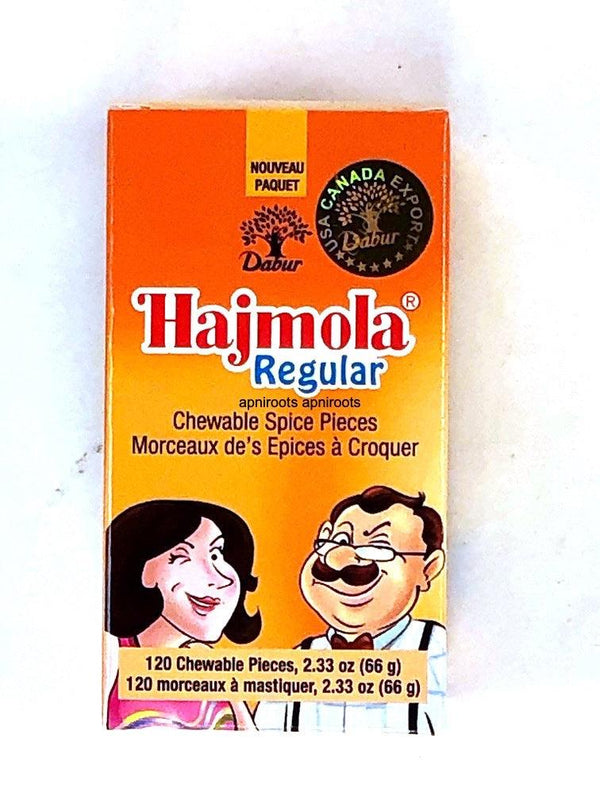 NOUVEAU
PAQUET
USA CANADA EXPORT
Dabur
Dabur
Hajmola®
Regular
apniroots apniroots
Chewable Spice Pieces
Morceaux de's Epices à Croquer
120 Chewable Pieces, 2.33 oz (66 g)
120 morceaux à mastiquer, 2.33 oz (66 g)